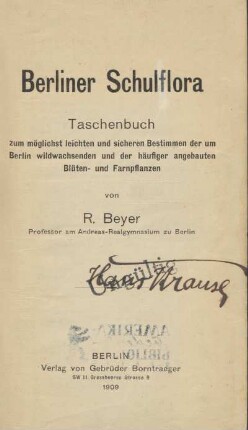 Berliner Schulflora
Taschenbuch
zum möglichst leichten und sicheren Bestimmen der um
Berlin wildwachsenden und der häufiger angebauten
Blüten- und Farnpflanzen
von
R. Beyer
Professor am Andreas-Realgymnasium zu Berlin
Hans Krause
BERLIN
Verlag von Gebrüder Borntraeger
SW 11, Grossbeeren Strasse 9
1909